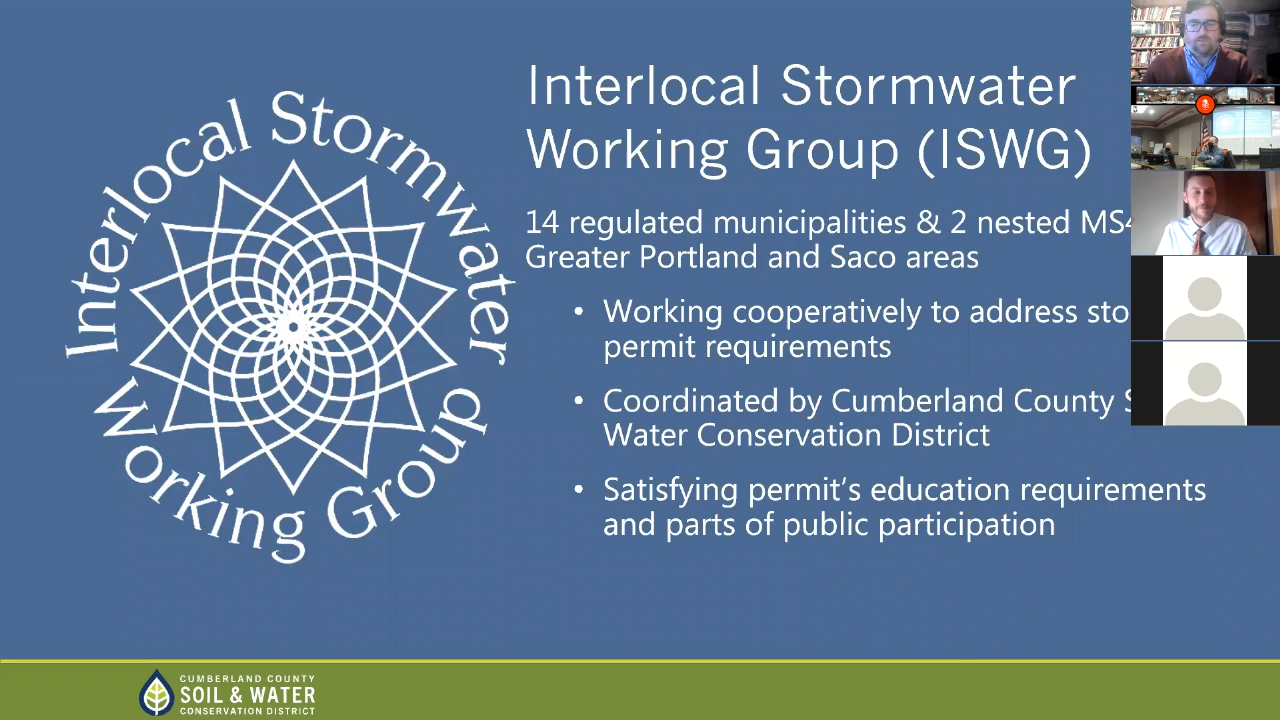 Interlocal Stormwater
Working Group
Interlocal Stormwater
Working Group (ISWG)
14 regulated municipalities & 2 nested MS4
Greater Portland and Saco areas
• Working cooperatively to address sto
permit requirements
• Coordinated by Cumberland County S
Water Conservation District
• Satisfying permit's education requirements
and parts of public participation
CUMBERLAND COUNTY
SOIL & WATER
CONSERVATION DISTRICT